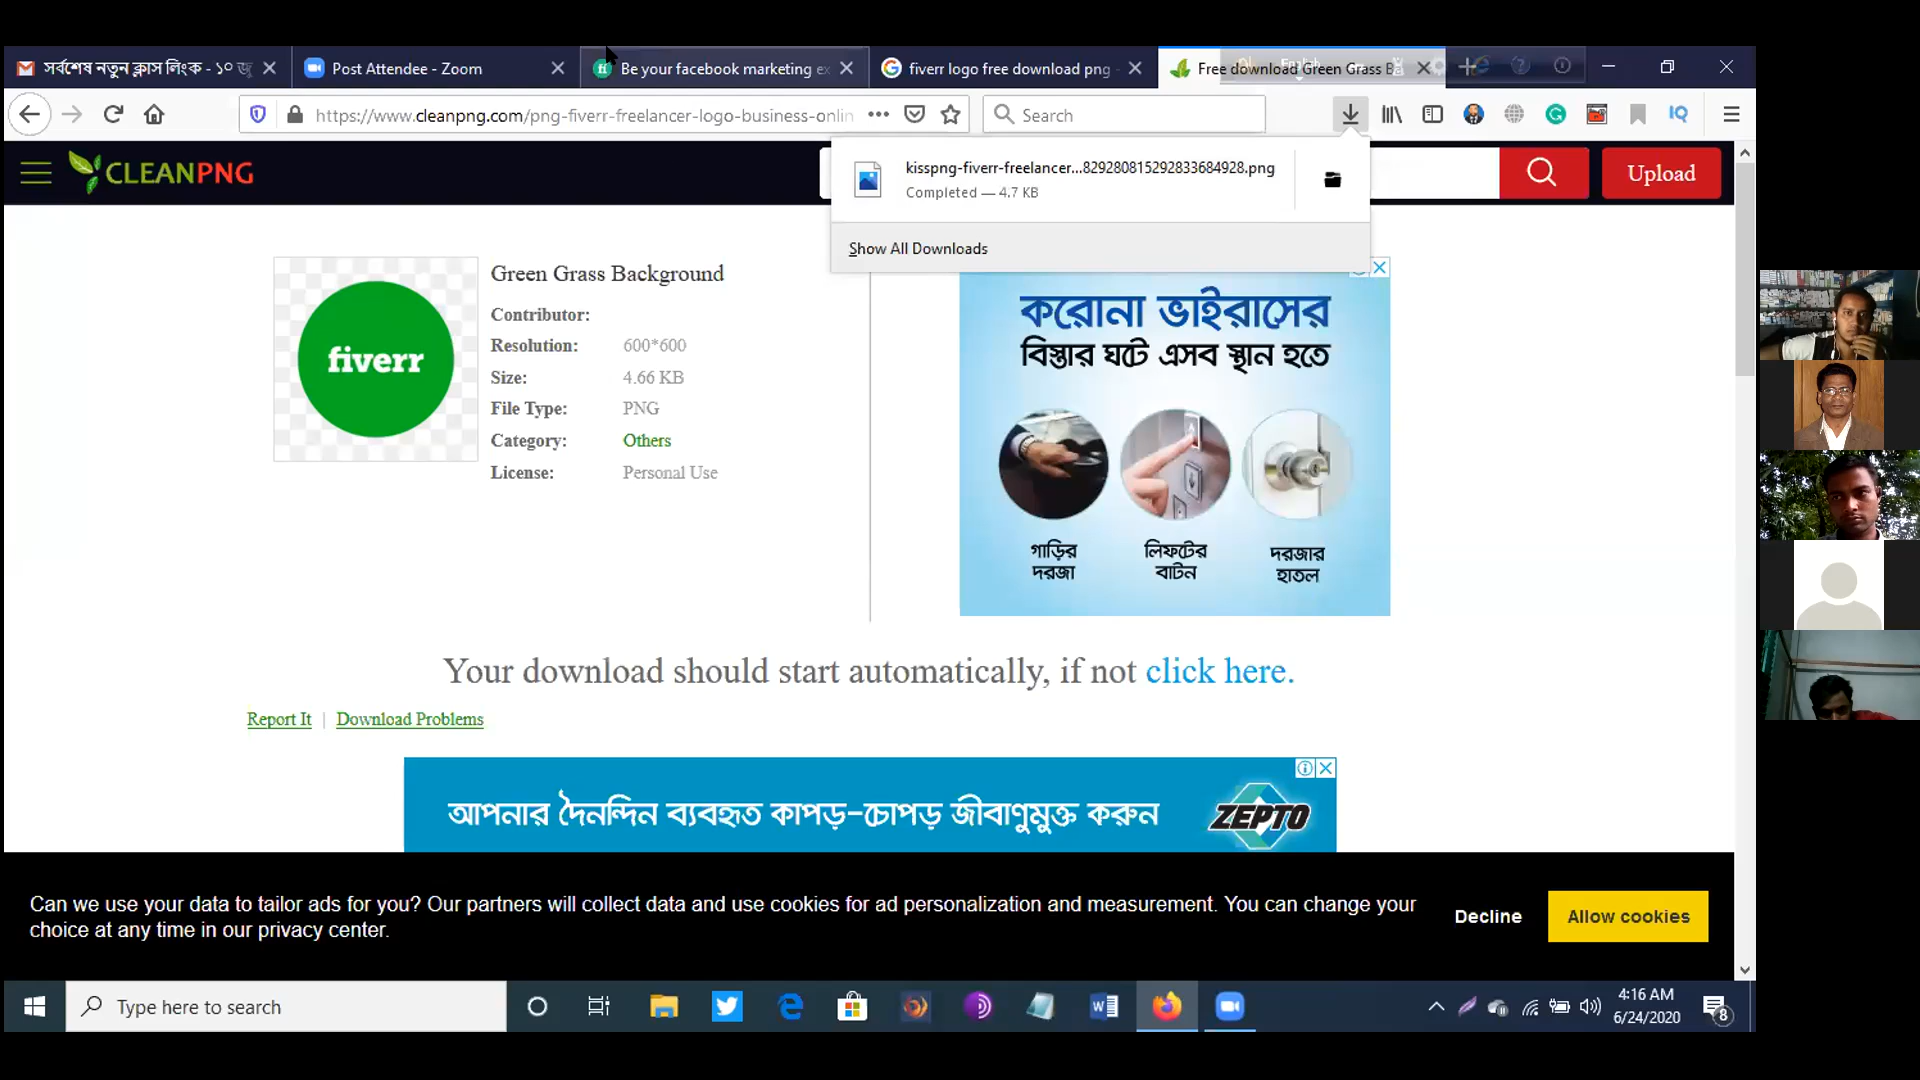 সর্বশেষ নতুন ক্লাস লিংক - ১০ জু
Post Attendee - Zoom
Be your facebook marketing ex
fiverr logo free download png -
Free download Green Grass B
https://www.cleanpng.com/png-fiverr-freelancer-logo-business-onlin
Search
CLEANPNG
Upload
kisspng-fiverr-freelancer...829280815292833684928.png
Completed — 4.7 KB
Show All Downloads
fiverr
Green Grass Background
Contributor:
Resolution: 600*600
Size: 4.66 KB
File Type: PNG
Category: Others
License: Personal Use
করোনা ভাইরাসের
বিস্তার ঘটে এসব স্থান হতে
গাড়ির দরজা
লিফটের বাটন
দরজার হাতল
Your download should start automatically, if not click here.
Report It | Download Problems
আপনার দৈনন্দিন ব্যবহৃত কাপড়-চোপড় জীবাণুমুক্ত করুন
ZEPTO
Can we use your data to tailor ads for you? Our partners will collect data and use cookies for ad personalization and measurement. You can change your
choice at any time in our privacy center.
Decline
Allow cookies
Type here to search
4:16 AM
6/24/2020
8